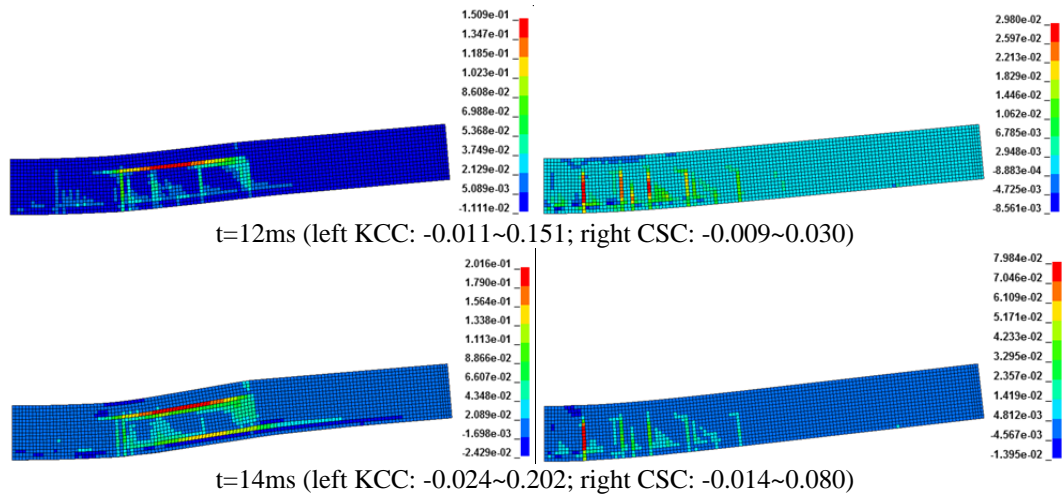 1.509e-01
1.347e-01
1.185e-01
1.023e-01
8.608e-02
6.988e-02
5.368e-02
3.749e-02
2.129e-02
5.089e-03
-1.111e-02
2.980e-02
2.597e-02
2.213e-02
1.829e-02
1.446e-02
1.062e-02
6.785e-03
2.948e-03
-8.883e-04
-4.725e-03
-8.561e-03
t=12ms (left KCC: -0.011~0.151; right CSC: -0.009~0.030)
2.016e-01
1.790e-01
1.564e-01
1.338e-01
1.113e-01
8.866e-02
6.607e-02
4.348e-02
2.089e-02
-1.698e-03
-2.429e-02
7.984e-02
7.046e-02
6.109e-02
5.171e-02
4.233e-02
3.295e-02
2.357e-02
1.419e-02
4.812e-03
-4.567e-03
-1.395e-02
t=14ms (left KCC: -0.024~0.202; right CSC: -0.014~0.080)